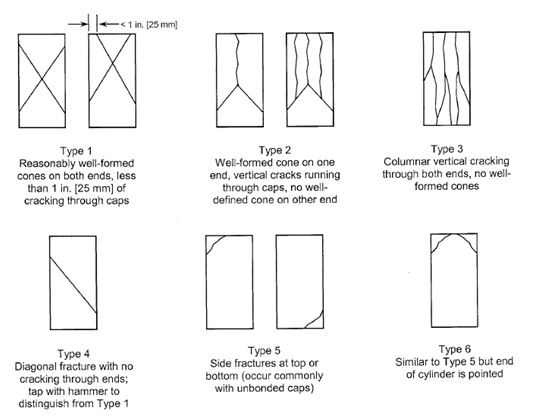 < 1 in. [25 mm]
Type 1
Reasonably well-formed
cones on both ends, less
than 1 in. [25 mm] of
cracking through caps
Type 2
Well-formed cone on one
end, vertical cracks running
through caps, no well-
defined cone on other end
Type 3
Columnar vertical cracking
through both ends, no well-
formed cones
Type 4
Diagonal fracture with no
cracking through ends;
tap with hammer to
distinguish from Type 1
Type 5
Side fractures at top or
bottom (occur commonly
with unbonded caps)
Type 6
Similar to Type 5 but end
of cylinder is pointed